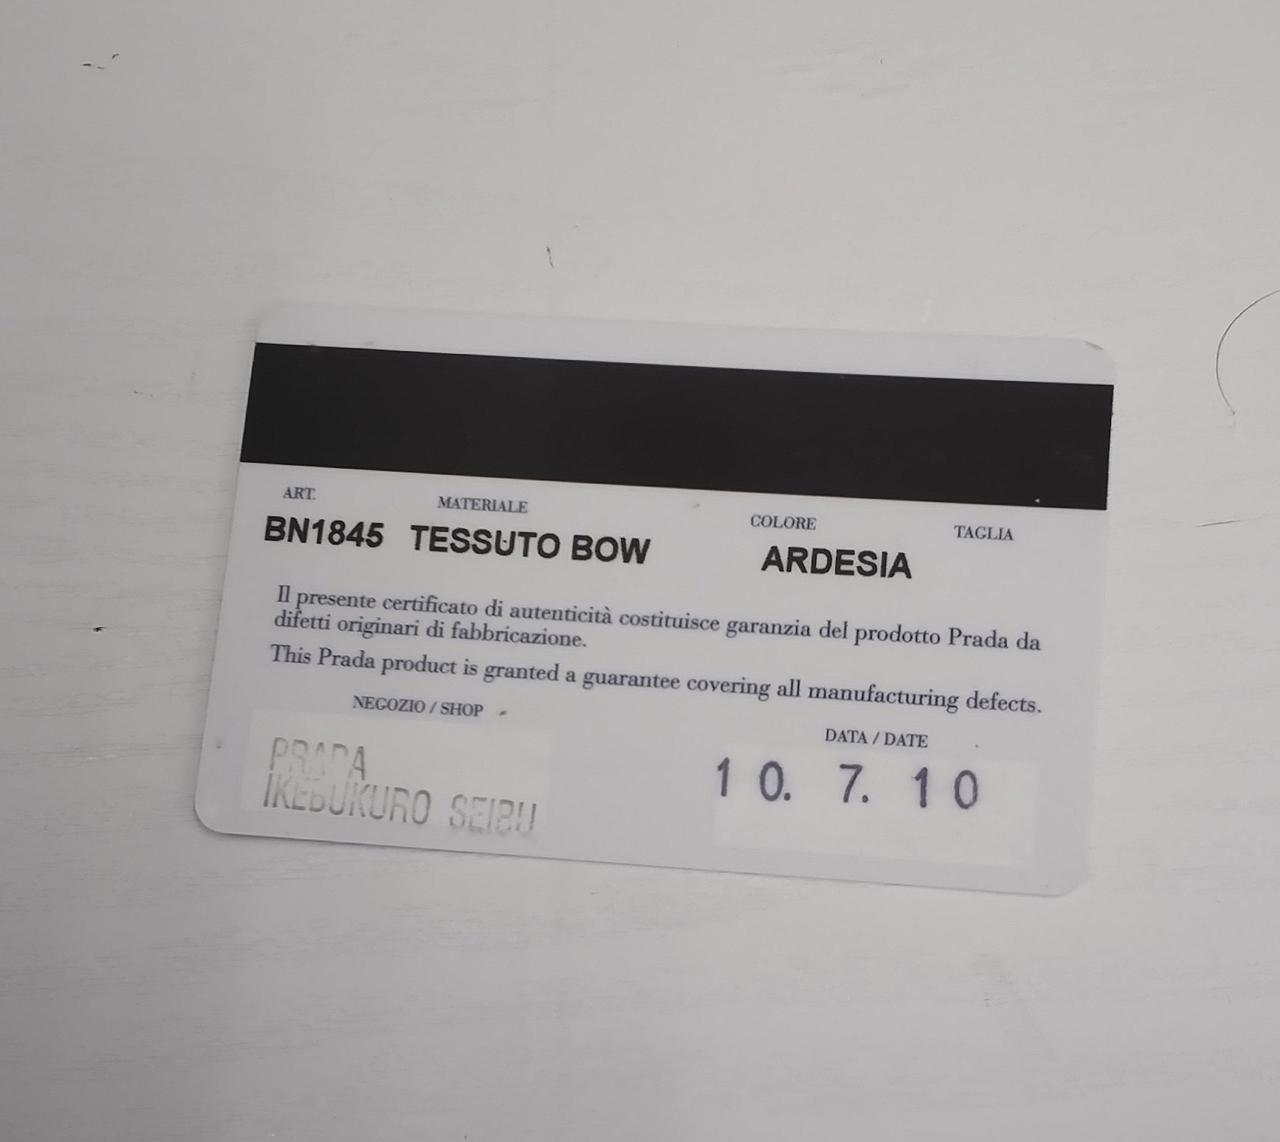 ART.
MATERIALE
COLORE
TAGLIA
BN1845 TESSUTO BOW ARDESIA
Il presente certificato di autenticità costituisce garanzia del prodotto Prada da
difetti originari di fabbricazione.
This Prada product is granted a guarantee covering all manufacturing defects.
NEGOZIO / SHOP
PRADA
IKEBUKURO SEIBU
DATA / DATE
10. 7. 10